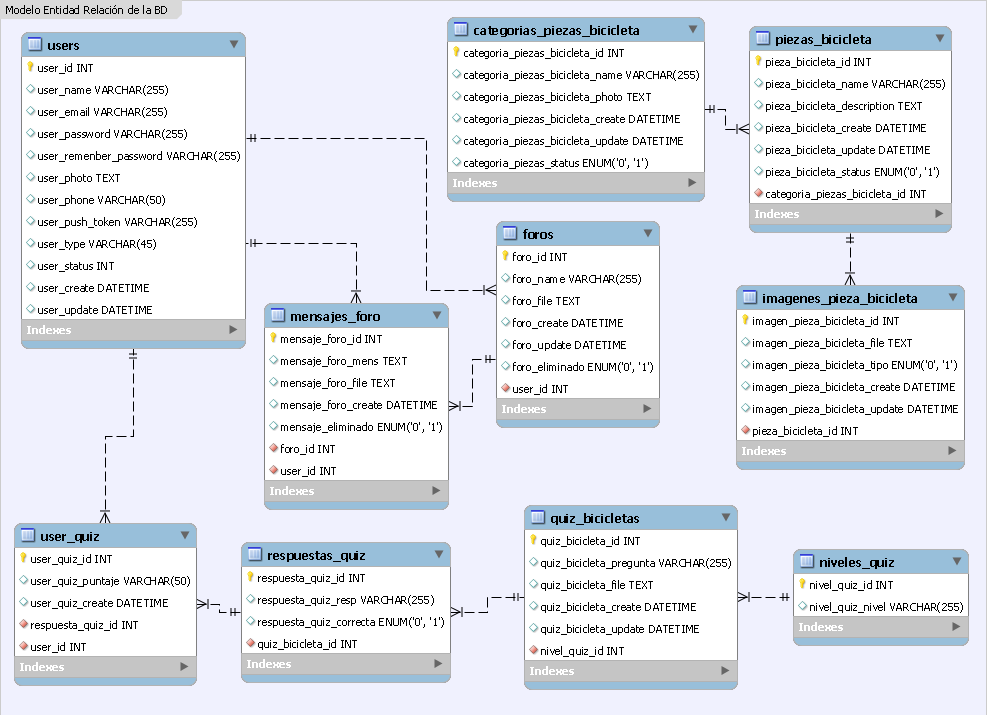 Modelo Entidad Relación de la BD
users
user_id INT
user_name VARCHAR(255)
user_email VARCHAR(255)
user_password VARCHAR(255)
user_remenber_password VARCHAR(255)
user_photo TEXT
user_phone VARCHAR(50)
user_push_token VARCHAR(255)
user_type VARCHAR(45)
user_status INT
user_create DATETIME
user_update DATETIME
Indexes
categorias_piezas_bicicleta
categoria_piezas_bicicleta_id INT
categoria_piezas_bicicleta_name VARCHAR(255)
categoria_piezas_bicicleta_photo TEXT
categoria_piezas_bicicleta_create DATETIME
categoria_piezas_bicicleta_update DATETIME
categoria_piezas_status ENUM('0', '1')
Indexes
piezas_bicicleta
pieza_bicicleta_id INT
pieza_bicicleta_name VARCHAR(255)
pieza_bicicleta_description TEXT
pieza_bicicleta_create DATETIME
pieza_bicicleta_update DATETIME
pieza_bicicleta_status ENUM('0', '1')
categoria_piezas_bicicleta_id INT
Indexes
foros
foro_id INT
foro_name VARCHAR(255)
foro_file TEXT
foro_create DATETIME
foro_update DATETIME
foro_eliminado ENUM('0', '1')
user_id INT
Indexes
mensajes_foro
mensaje_foro_id INT
mensaje_foro_mens TEXT
mensaje_foro_file TEXT
mensaje_foro_create DATETIME
mensaje_eliminado ENUM('0', '1')
foro_id INT
user_id INT
Indexes
imagenes_pieza_bicicleta
imagen_pieza_bicicleta_id INT
imagen_pieza_bicicleta_file TEXT
imagen_pieza_bicicleta_tipo ENUM('0', '1')
imagen_pieza_bicicleta_create DATETIME
imagen_pieza_bicicleta_update DATETIME
pieza_bicicleta_id INT
Indexes
user_quiz
user_quiz_id INT
user_quiz_puntaje VARCHAR(50)
user_quiz_create DATETIME
respuesta_quiz_id INT
user_id INT
Indexes
respuestas_quiz
respuesta_quiz_id INT
respuesta_quiz_resp VARCHAR(255)
respuesta_quiz_correcta ENUM('0', '1')
quiz_bicicleta_id INT
Indexes
quiz_bicicletas
quiz_bicicleta_id INT
quiz_bicicleta_pregunta VARCHAR(255)
quiz_bicicleta_file TEXT
quiz_bicicleta_create DATETIME
quiz_bicicleta_update DATETIME
nivel_quiz_id INT
Indexes
niveles_quiz
nivel_quiz_id INT
nivel_quiz_nivel VARCHAR(255)
Indexes